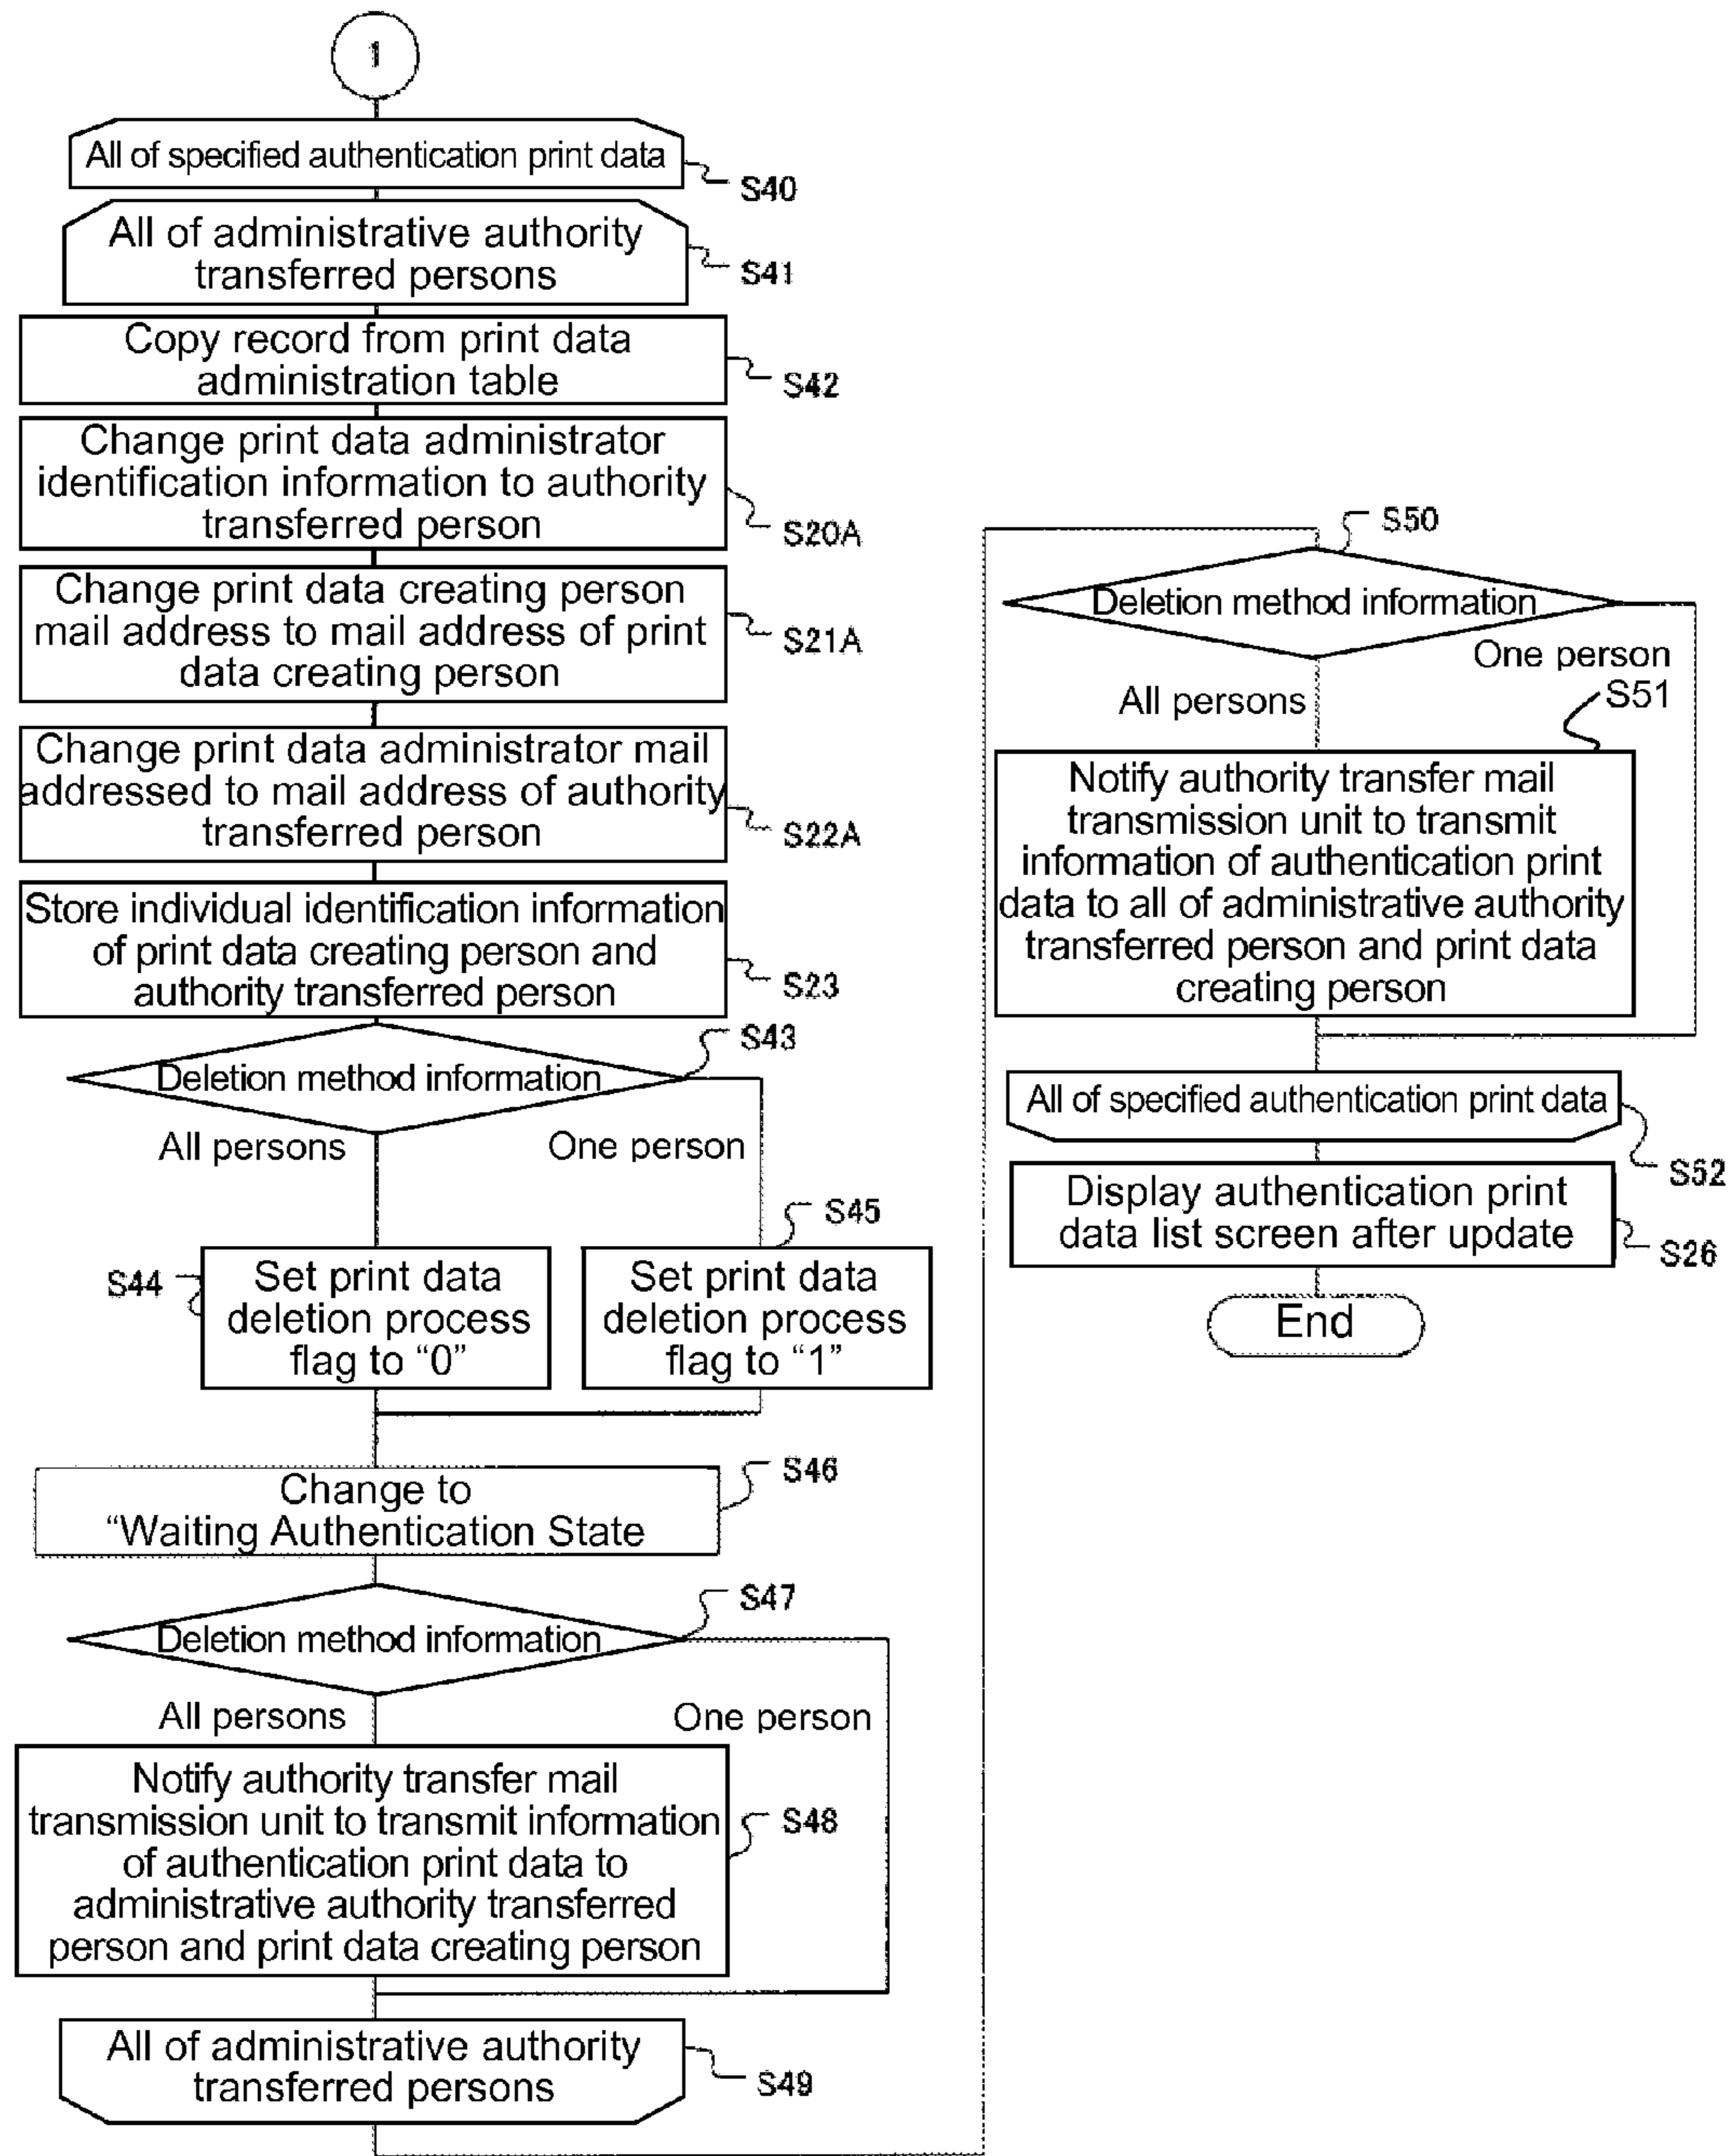 1
All of specified authentication print data
S40
All of administrative authority
transferred persons
S41
Copy record from print data
administration table
S42
Change print data administrator
identification information to authority
transferred person
S20A
Change print data creating person
mail address to mail address of print
data creating person
S21A
Change print data administrator mail
addressed to mail address of authority
transferred person
S22A
Store individual identification information
of print data creating person and
authority transferred person
S23
S43
Deletion method information
All persons
One person
S44
Set print data
deletion process
flag to “0”
S45
Set print data
deletion process
flag to “1”
S46
Change to
“Waiting Authentication State
S47
Deletion method information
All persons
One person
Notify authority transfer mail
transmission unit to transmit information
of authentication print data to
administrative authority transferred
person and print data creating person
S48
All of administrative authority
transferred persons
S49
S50
Deletion method information
One person
All persons
S51
Notify authority transfer mail
transmission unit to transmit
information of authentication print
data to all of administrative authority
transferred person and print data
creating person
All of specified authentication print data
S52
Display authentication print
data list screen after update
S26
End